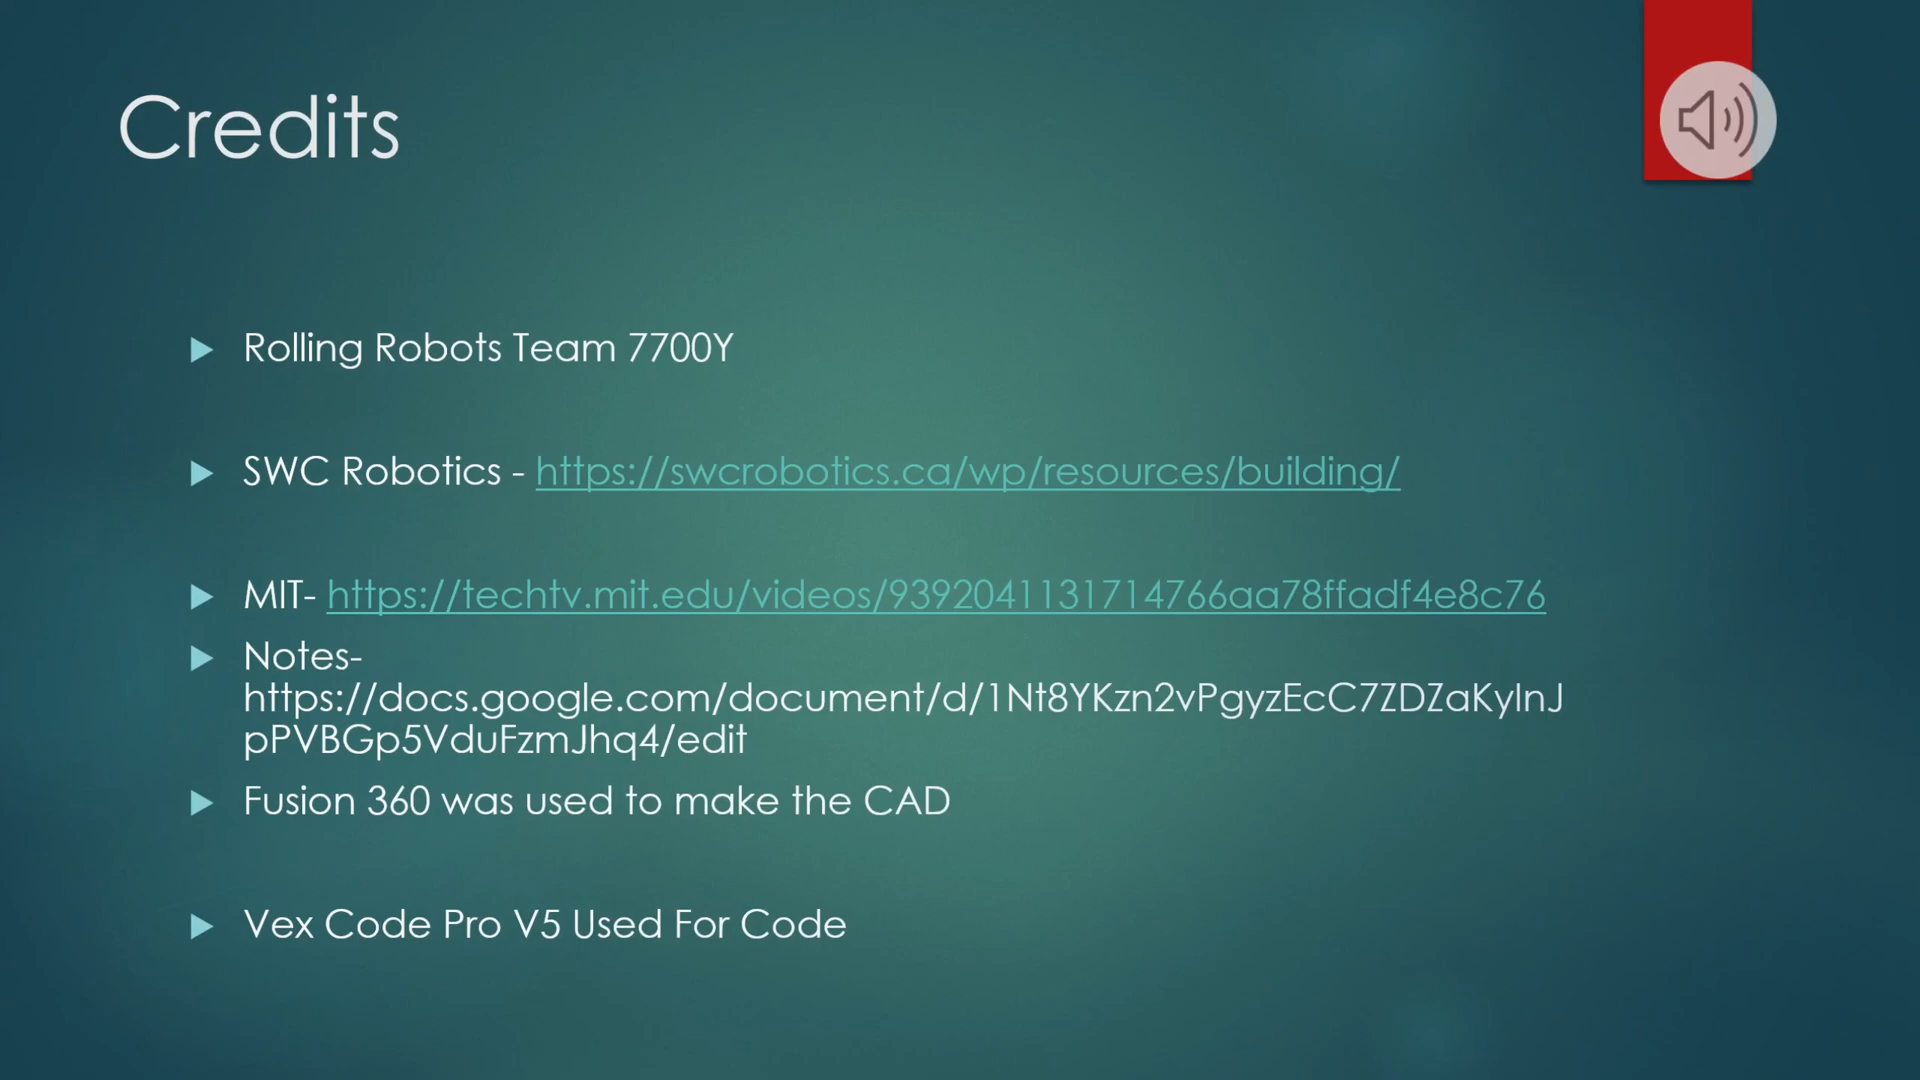 Credits
Rolling Robots Team 7700Y
SWC Robotics - https://swcrobotics.ca/wp/resources/building/
MIT- https://techtv.mit.edu/videos/9392041131714766aa78ffadf4e8c76
Notes-
https://docs.google.com/document/d/1Nt8YKzn2vPgyzEcC7ZDZaKyInJ
pPVBGp5VduFzmJhq4/edit
Fusion 360 was used to make the CAD
Vex Code Pro V5 Used For Code